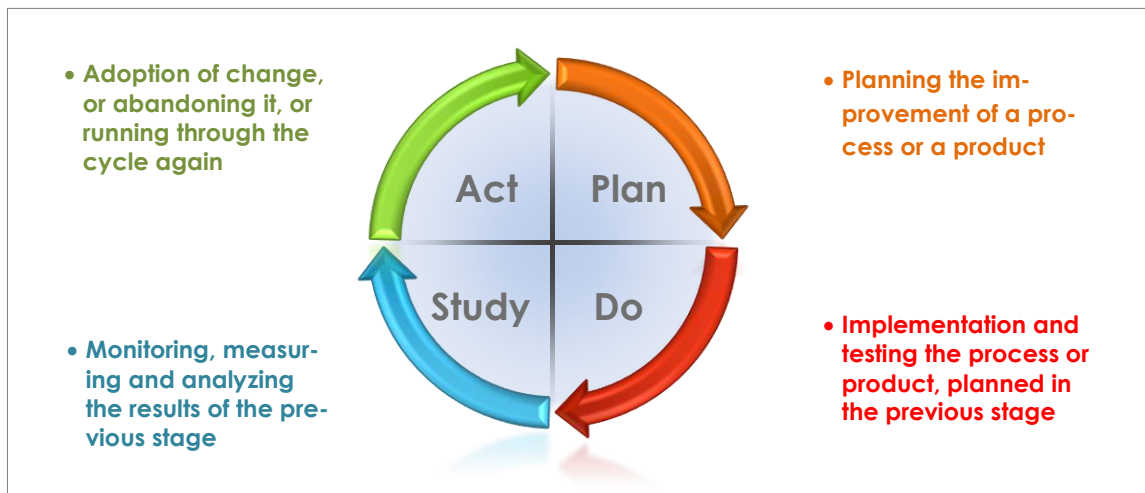 • Adoption of change,
or abandoning it, or
running through the
cycle again
• Planning the im-
provement of a pro-
cess or a product
Act
Plan
Study
Do
• Monitoring, measur-
ing and analyzing
the results of the pre-
vious stage
• Implementation and
testing the process or
product, planned in
the previous stage